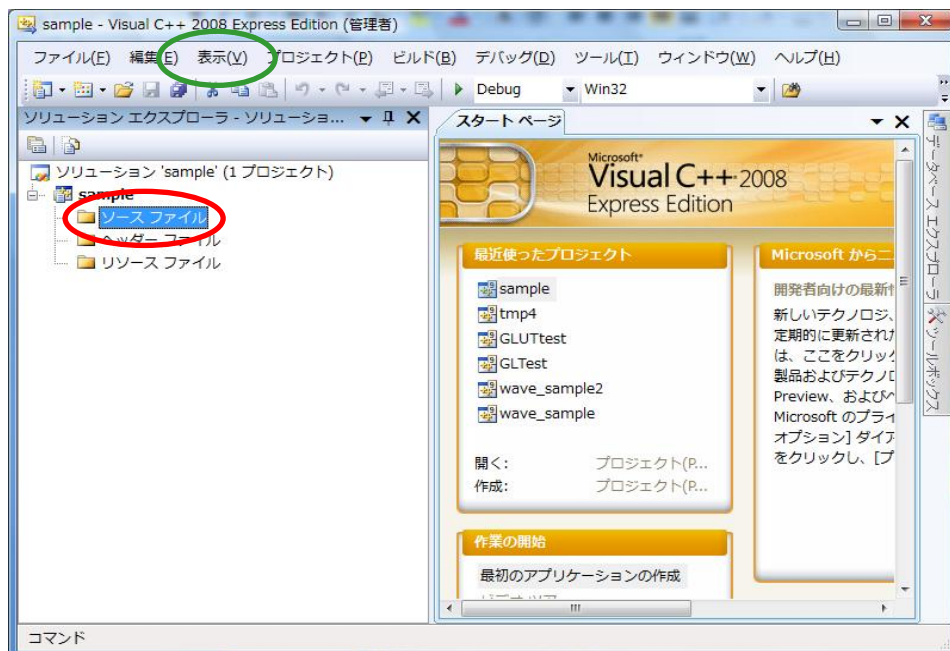 sample - Visual C++ 2008 Express Edition (管理者)
ファイル(F) 編集(E) 表示(V) プロジェクト(P) ビルド(B) デバッグ(D) ツール(T) ウィンドウ(W) ヘルプ(H)
Debug Win32
ソリューション エクスプローラ - ソリューショ...
スタート ページ
ソリューション 'sample' (1 プロジェクト)
sample
ソース ファイル
ヘッダー ファイル
リソース ファイル
Microsoft
Visual C++ 2008
Express Edition
最近使ったプロジェクト
sample
tmp4
GLUTtest
GLTest
wave_sample2
wave_sample
開く: プロジェクト(P...
作成: プロジェクト(P...
作業の開始
最初のアプリケーションの作成
Microsoft からニ
開発者向けの最新
新しいテクノロジ、
定期的に更新され
は、ここをクリッ
製品およびテクノロ
Preview、および
Microsoft のプライ
オプション] ダイア
をクリックし、[プ
データベース エクスプローラ
ツールボックス
コマンド